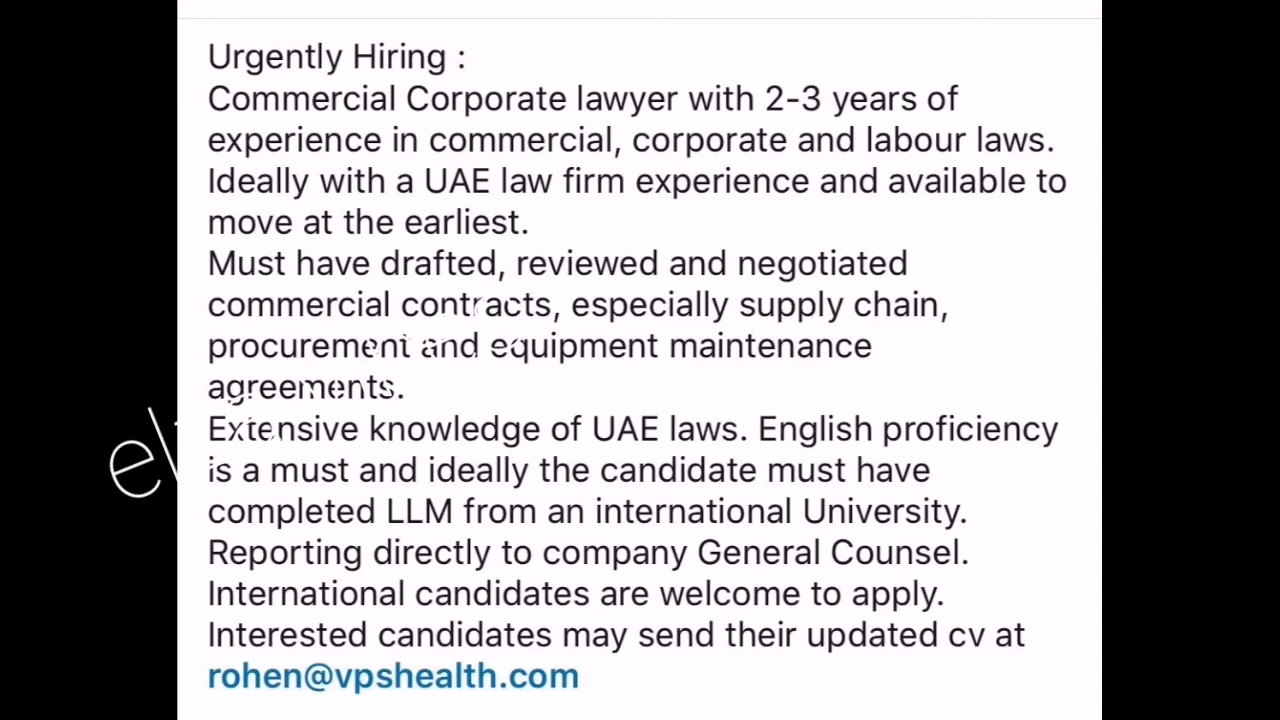 Urgently Hiring :
Commercial Corporate lawyer with 2-3 years of
experience in commercial, corporate and labour laws.
Ideally with a UAE law firm experience and available to
move at the earliest.
Must have drafted, reviewed and negotiated
commercial contracts, especially supply chain,
procurement and equipment maintenance
agreements.
Extensive knowledge of UAE laws. English proficiency
is a must and ideally the candidate must have
completed LLM from an international University.
Reporting directly to company General Counsel.
International candidates are welcome to apply.
Interested candidates may send their updated cv at
rohen@vpshealth.com